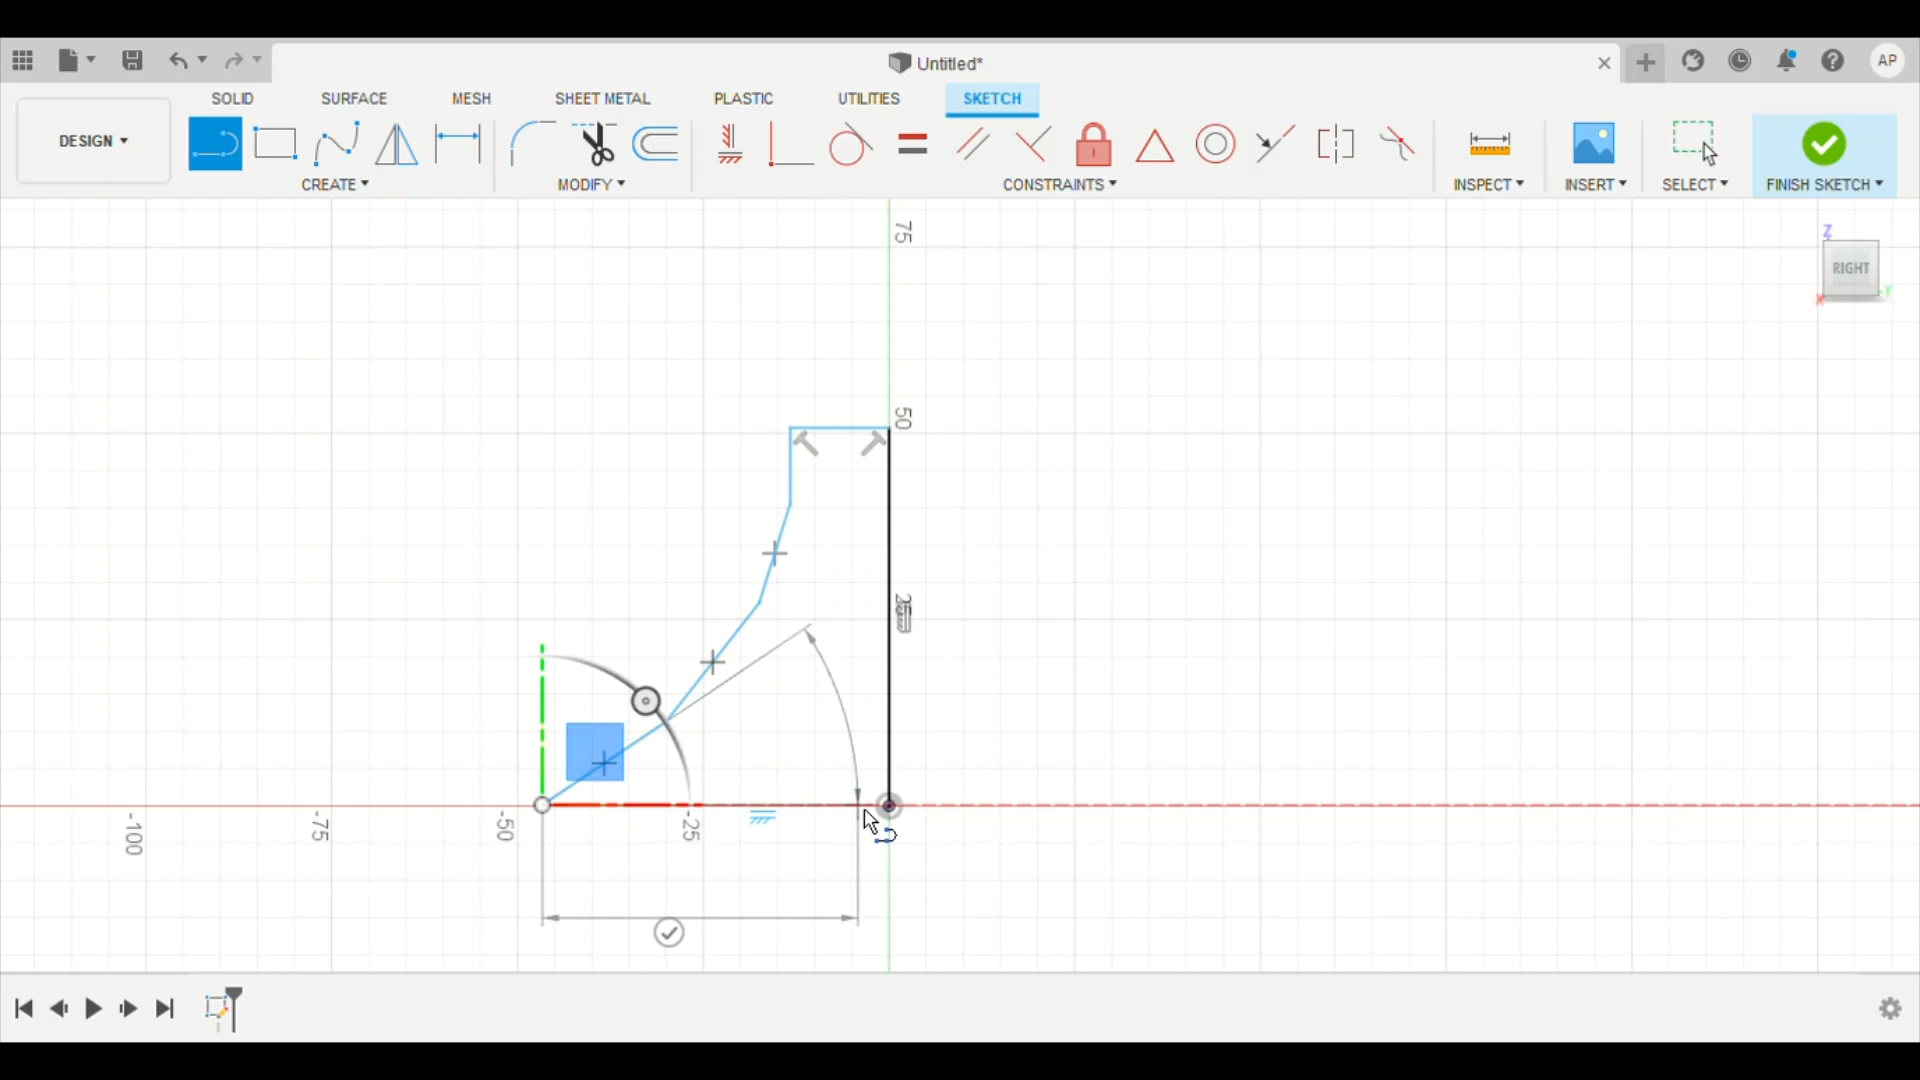 Untitled*
AP
SOLID
SURFACE
MESH
SHEET METAL
PLASTIC
UTILITIES
SKETCH
DESIGN
CREATE
MODIFY
CONSTRAINTS
INSPECT
INSERT
SELECT
FINISH SKETCH
75
Z
RIGHT
X
Y
50
-100
-75
-50
-25